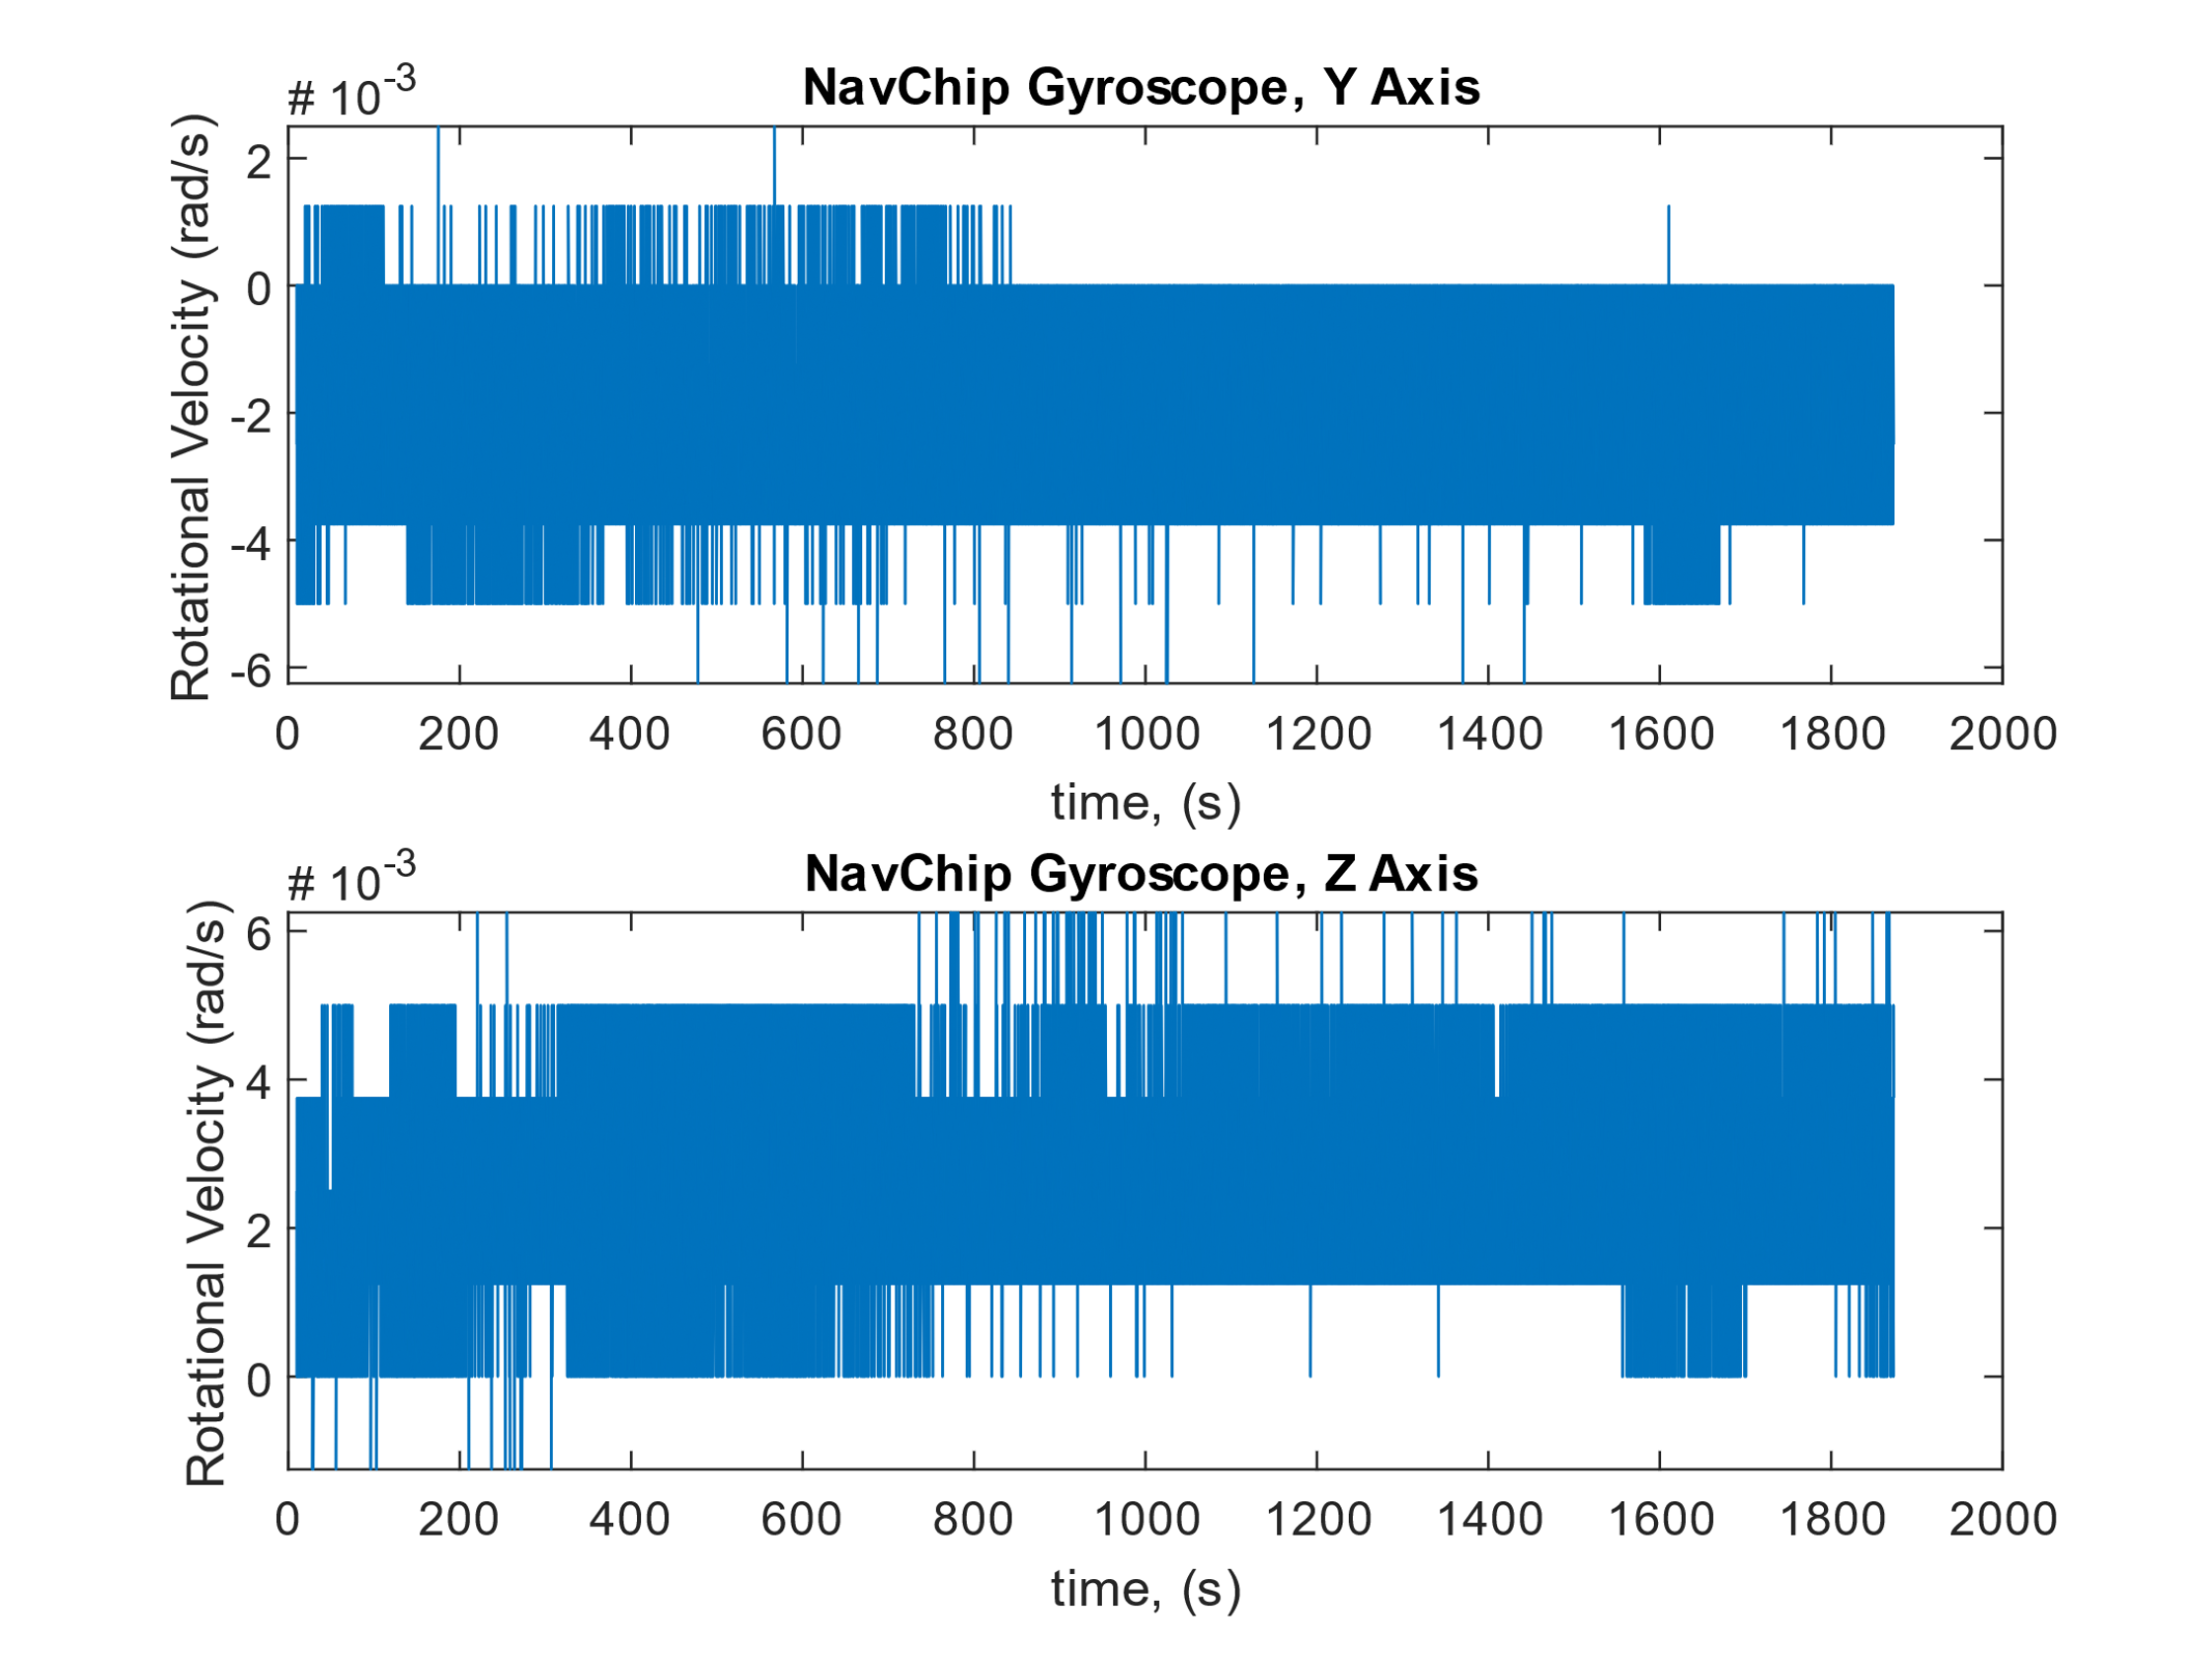 NavChip Gyroscope, Y Axis
# 10-3
Rotational Velocity (rad/s)
2
0
-2
-4
-6
0 200 400 600 800 1000 1200 1400 1600 1800 2000
time, (s)
NavChip Gyroscope, Z Axis
# 10-3
Rotational Velocity (rad/s)
6
4
2
0
0 200 400 600 800 1000 1200 1400 1600 1800 2000
time, (s)